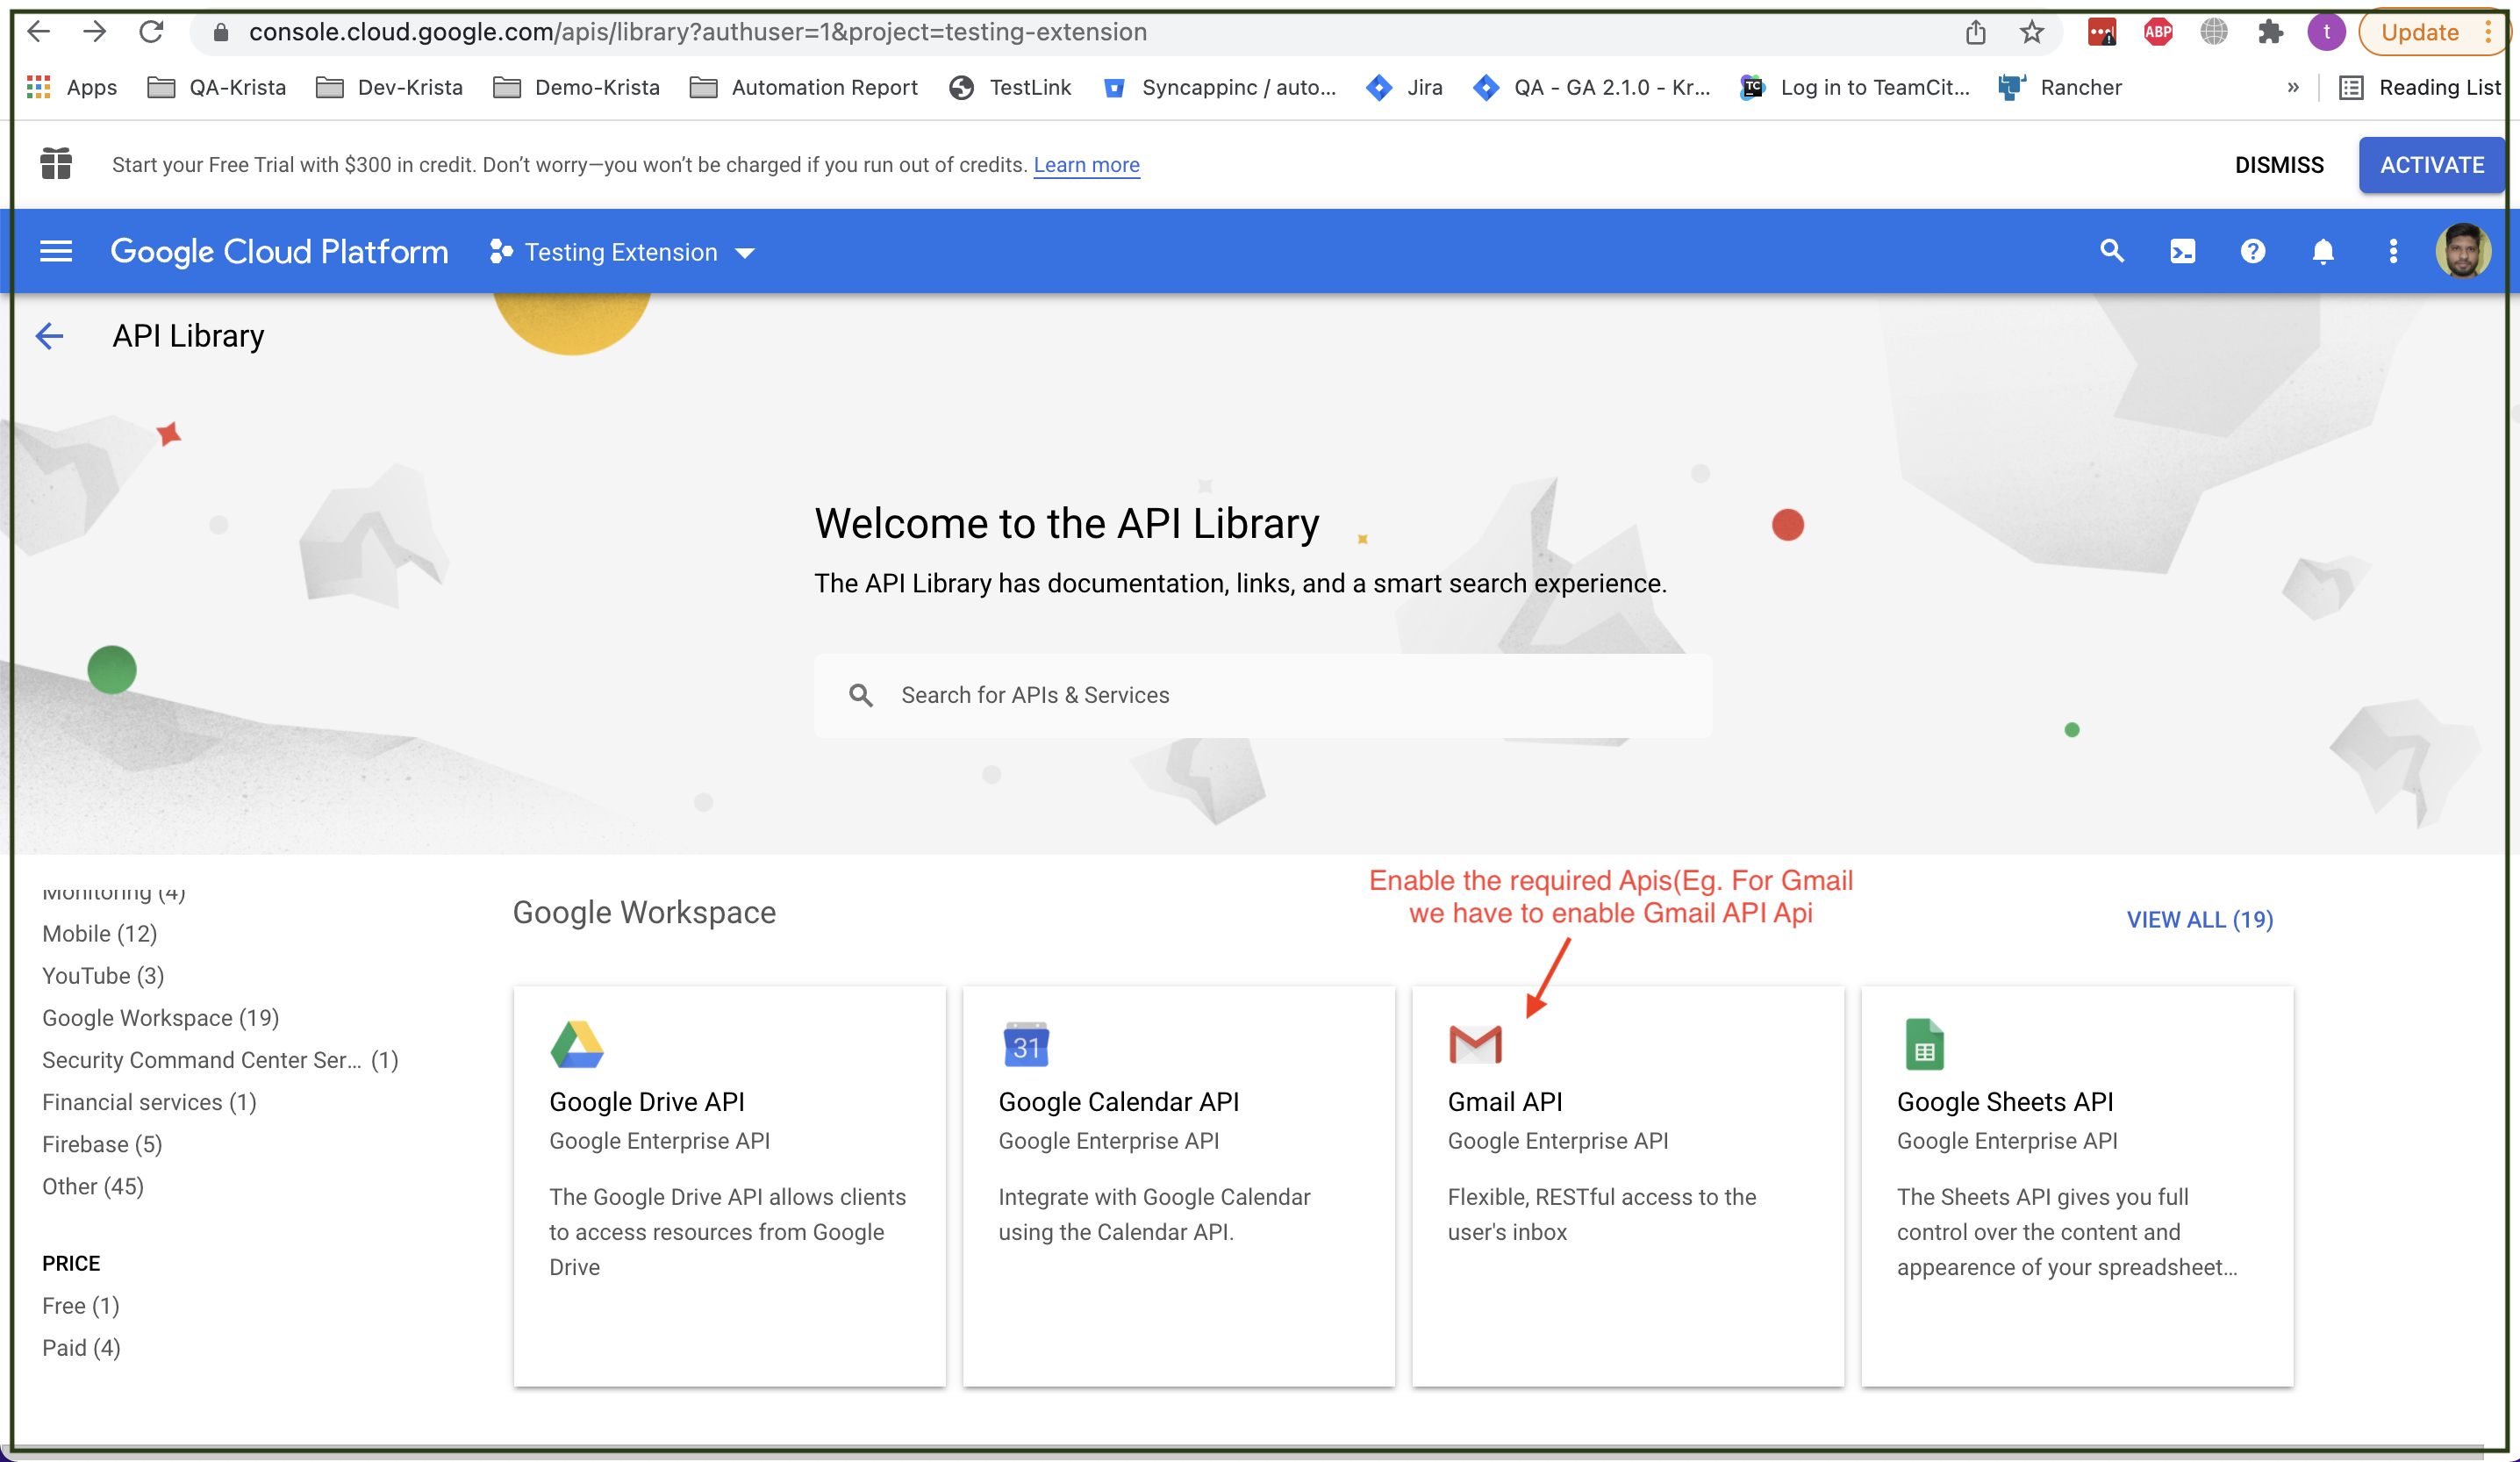 console.cloud.google.com/apis/library?authuser=1&project=testing-extension
ABP
t
Update
Apps
QA-Krista
Dev-Krista
Demo-Krista
Automation Report
TestLink
Syncappinc / auto...
Jira
QA - GA 2.1.0 - Kr...
TC
Log in to TeamCit...
Rancher
»
Reading List
Start your Free Trial with $300 in credit. Don’t worry—you won’t be charged if you run out of credits. Learn more
DISMISS
ACTIVATE
Google Cloud Platform
Testing Extension
API Library
Welcome to the API Library
The API Library has documentation, links, and a smart search experience.
Search for APIs & Services
Monitoring (4)
Mobile (12)
YouTube (3)
Google Workspace (19)
Security Command Center Ser... (1)
Financial services (1)
Firebase (5)
Other (45)
PRICE
Free (1)
Paid (4)
Google Workspace
Enable the required Apis(Eg. For Gmail
we have to enable Gmail API Api
VIEW ALL (19)
Google Drive API
Google Enterprise API
The Google Drive API allows clients
to access resources from Google
Drive
31
Google Calendar API
Google Enterprise API
Integrate with Google Calendar
using the Calendar API.
Gmail API
Google Enterprise API
Flexible, RESTful access to the
user's inbox
Google Sheets API
Google Enterprise API
The Sheets API gives you full
control over the content and
appearence of your spreadsheet...